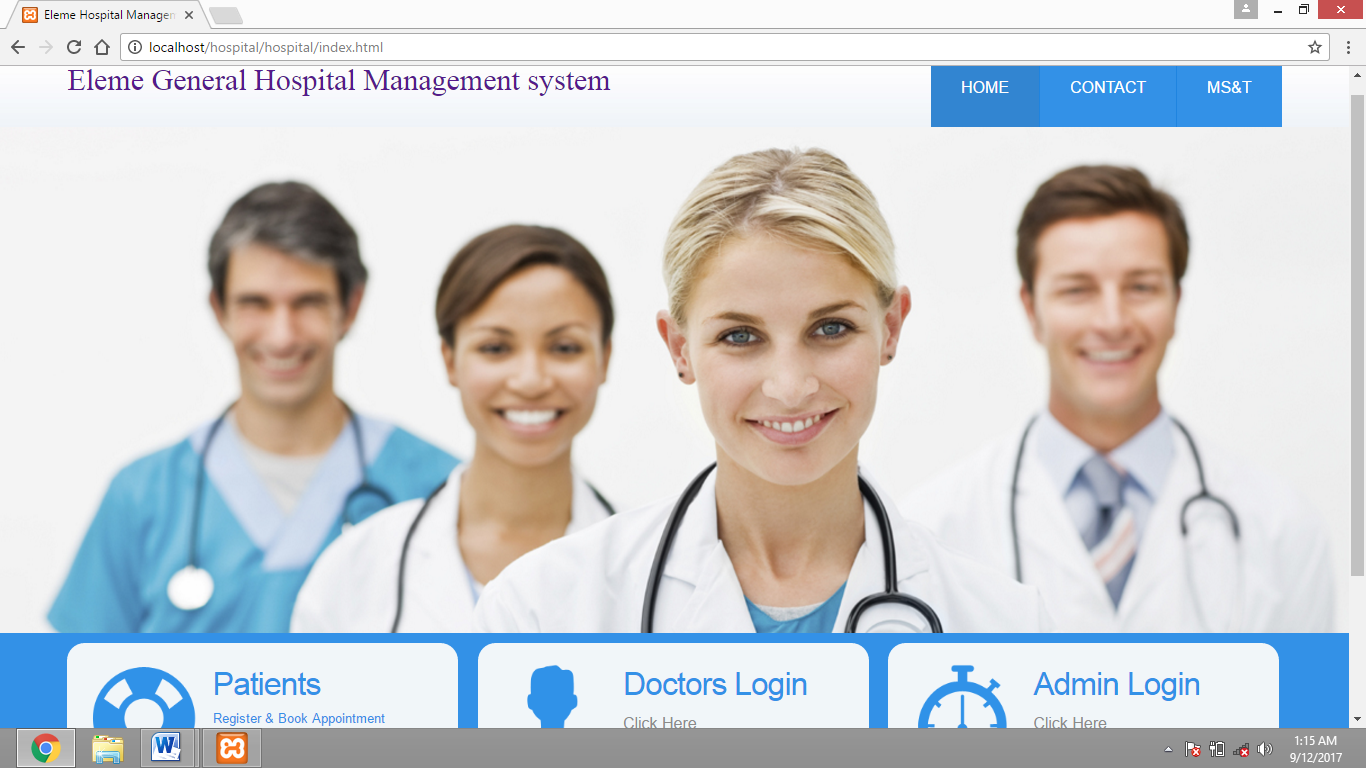 Eleme Hospital Managem
localhost/hospital/hospital/index.html
Eleme General Hospital Management system
HOME CONTACT MS&T
Patients
Register & Book Appointment
Doctors Login
Click Here
Admin Login
Click Here
1:15 AM
9/12/2017